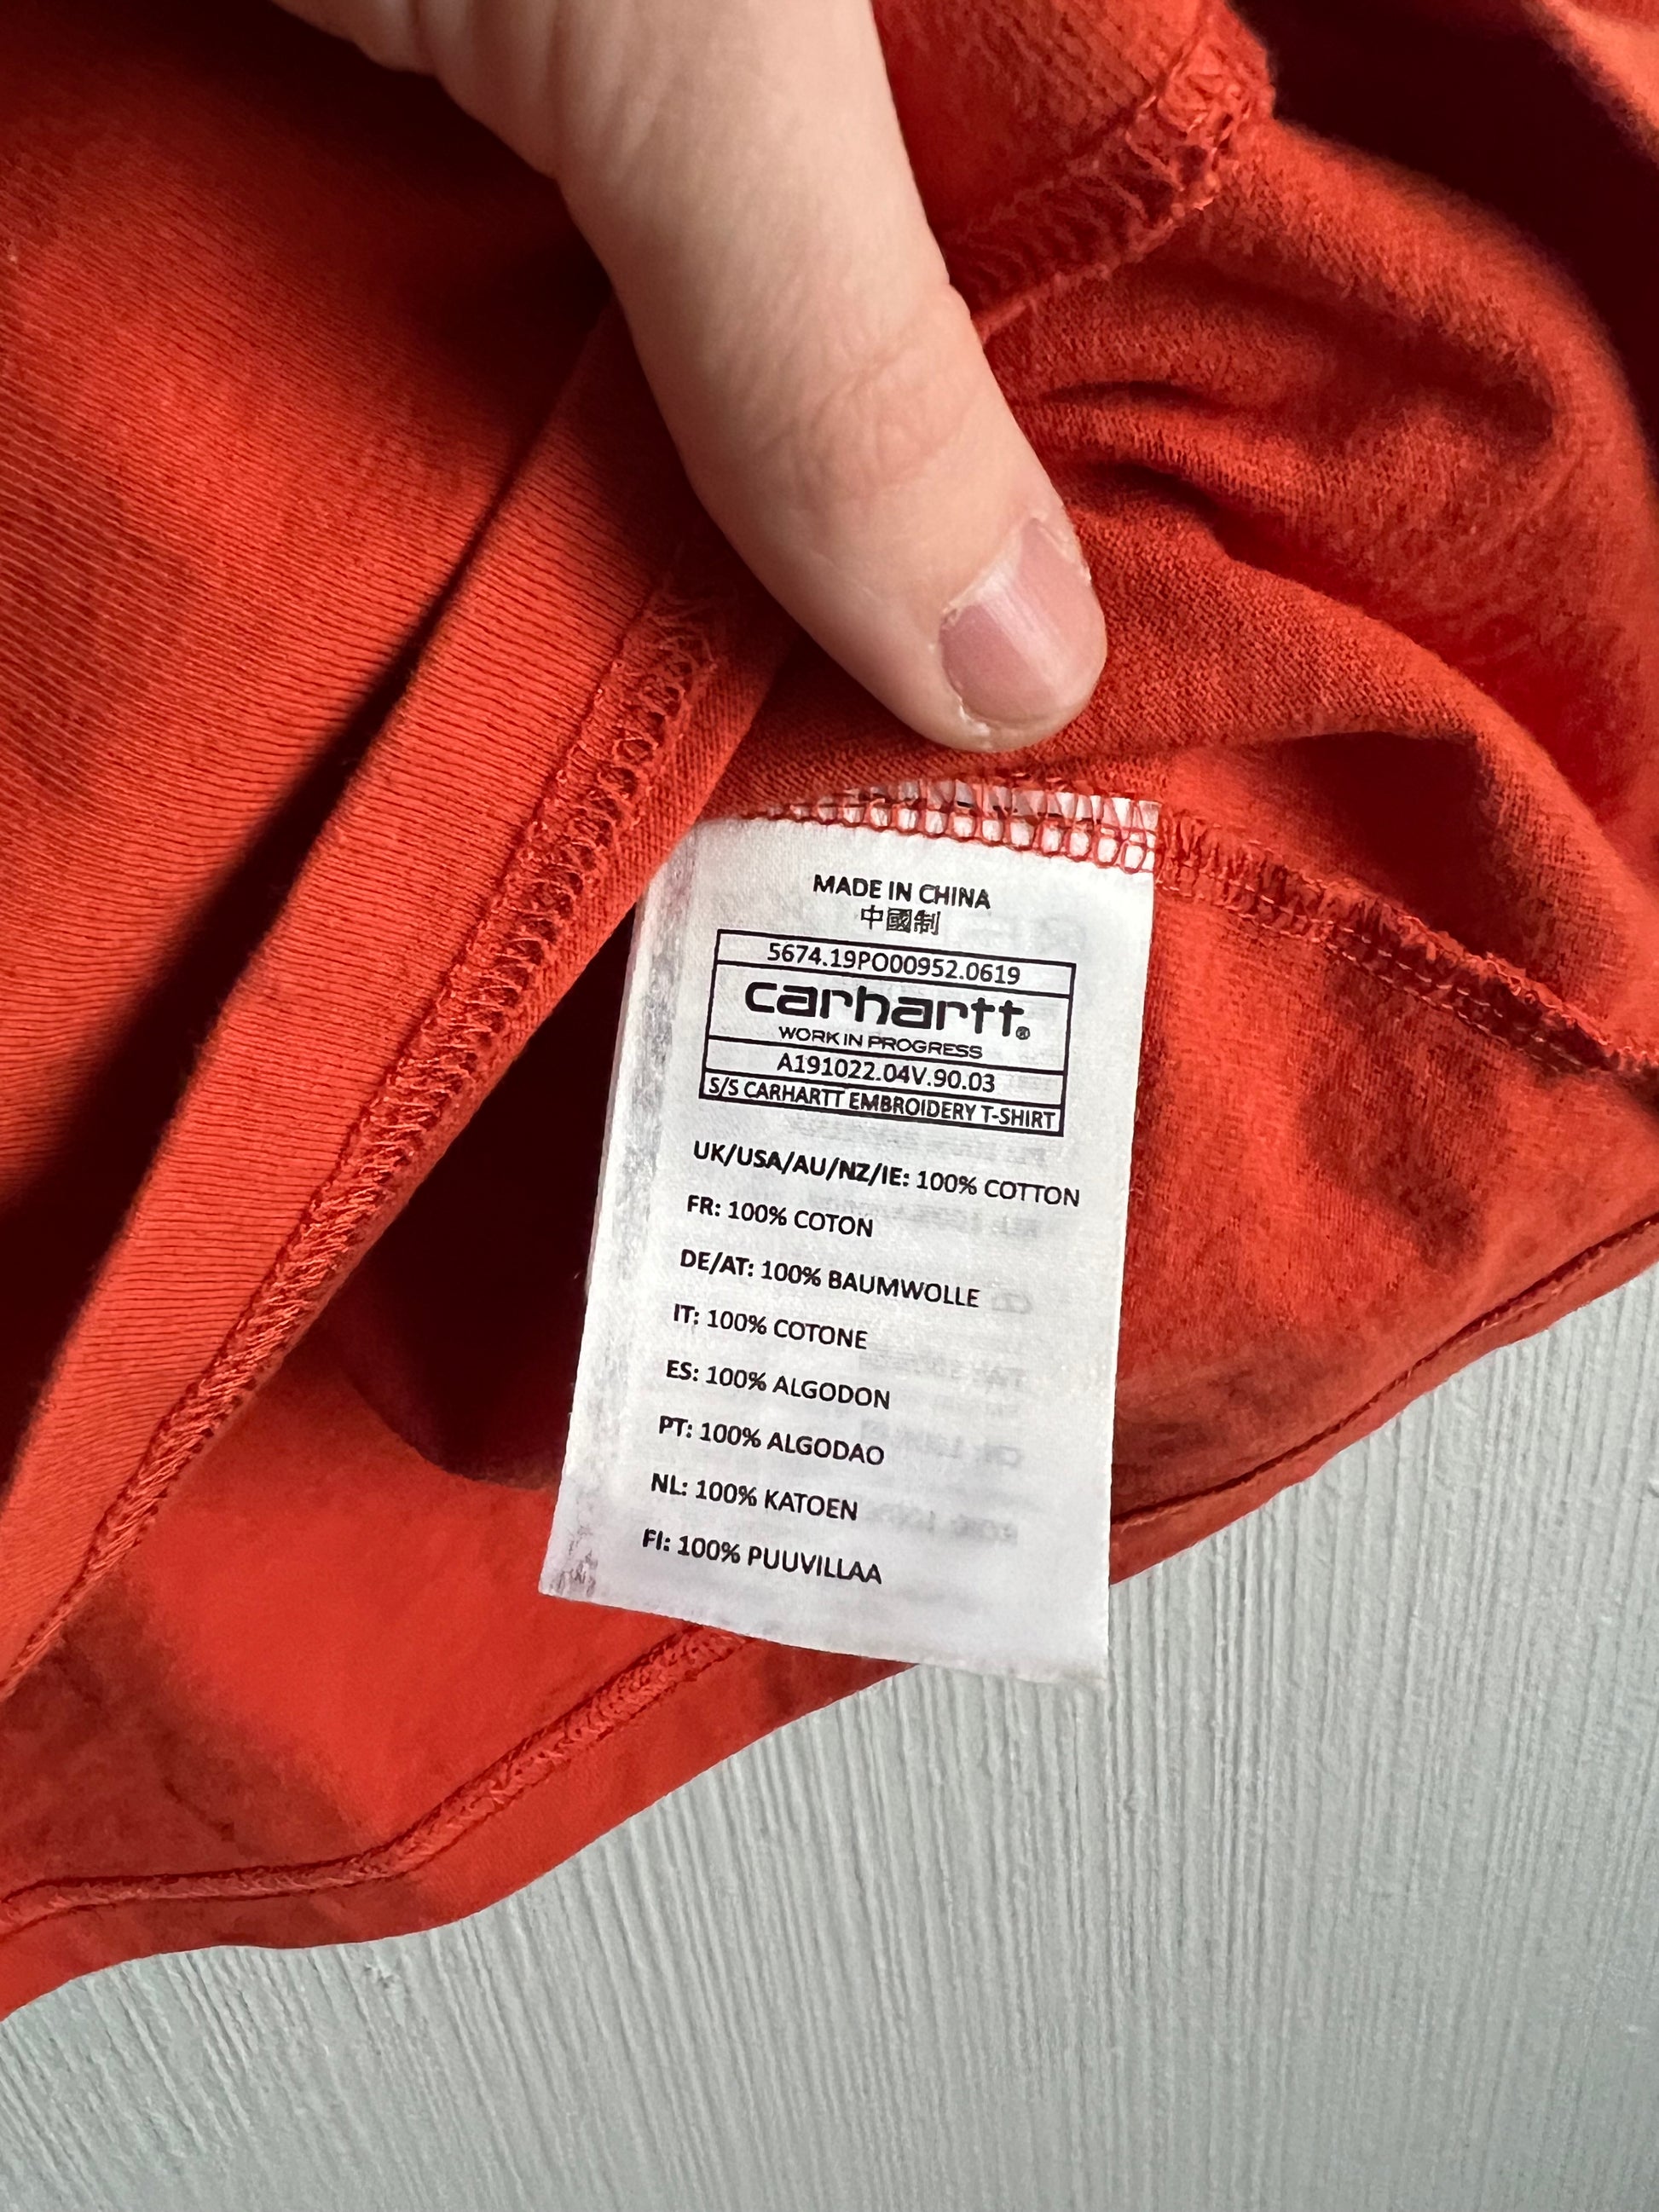 MADE IN CHINA
中國制
5674.19PO00952.0619
carhartt®
WORK IN PROGRESS
A191022.04V.90.03
S/S CARHARTT EMBROIDERY T-SHIRT
UK/USA/AU/NZ/IE: 100% COTTON
FR: 100% COTON
DE/AT: 100% BAUMWOLLE
IT: 100% COTONE
ES: 100% ALGODON
PT: 100% ALGODAO
NL: 100% KATOEN
FI: 100% PUUVILLAA